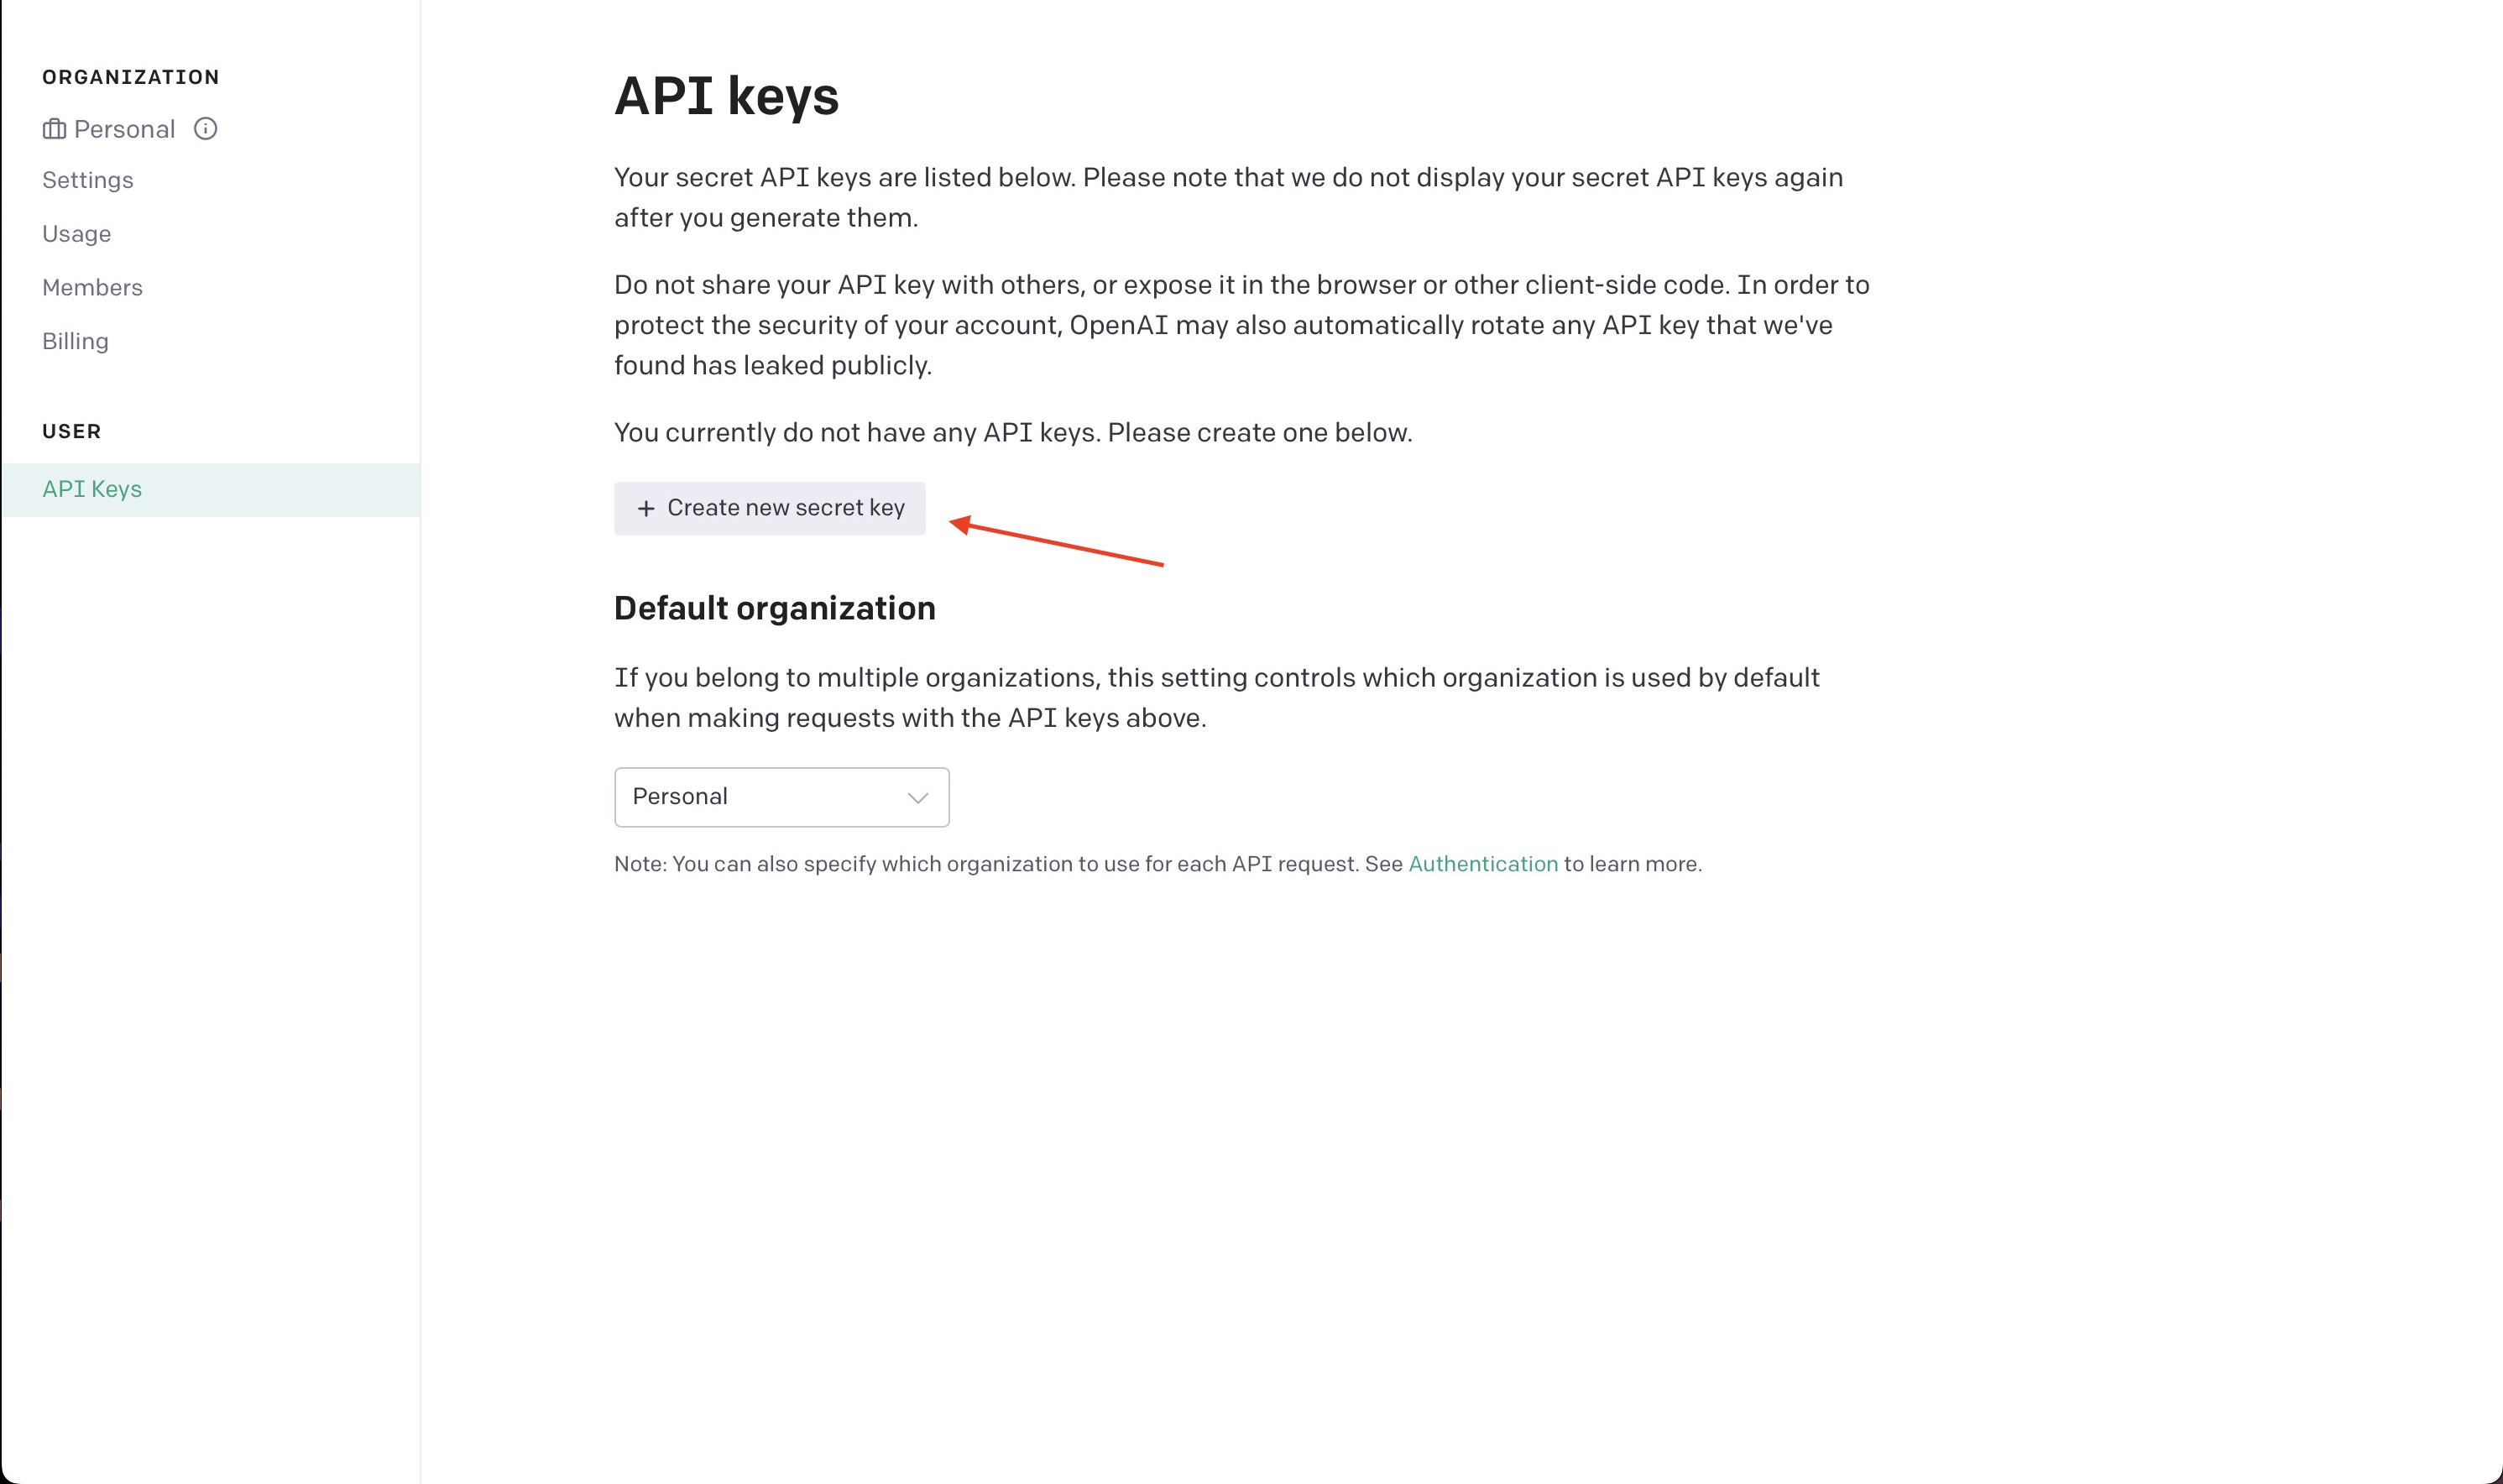 ORGANIZATION
Personal
Settings
Usage
Members
Billing
USER
API Keys
API keys
Your secret API keys are listed below. Please note that we do not display your secret API keys again
after you generate them.
Do not share your API key with others, or expose it in the browser or other client-side code. In order to
protect the security of your account, OpenAI may also automatically rotate any API key that we've
found has leaked publicly.
You currently do not have any API keys. Please create one below.
+ Create new secret key
Default organization
If you belong to multiple organizations, this setting controls which organization is used by default
when making requests with the API keys above.
Personal
Note: You can also specify which organization to use for each API request. See Authentication to learn more.